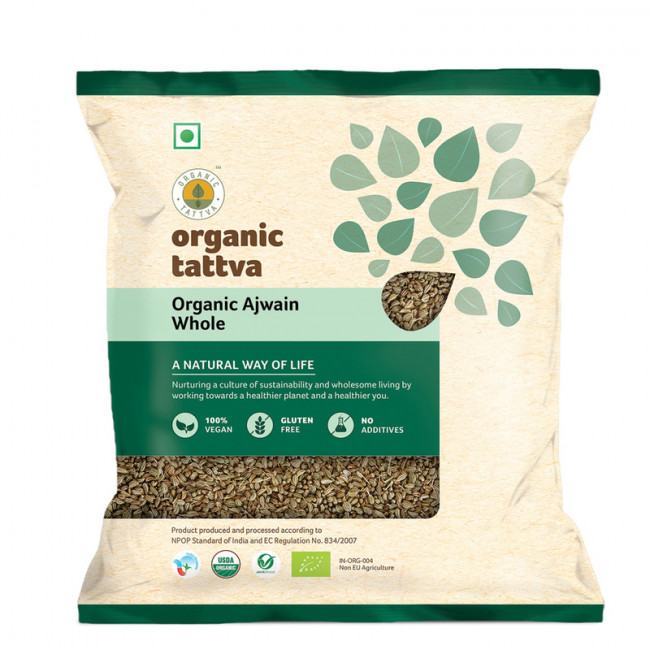 ORGANIC
TATTVA
TM
organic
tattva
Organic Ajwain
Whole
A NATURAL WAY OF LIFE
Nurturing a culture of sustainability and wholesome living by
working towards a healthier planet and a healthier you.
100%
VEGAN
GLUTEN
FREE
NO
ADDITIVES
Product produced and processed according to
NPOP Standard of India and EC Regulation No. 834/2007
USDA
ORGANIC
IN-ORG-004
Non EU Agriculture